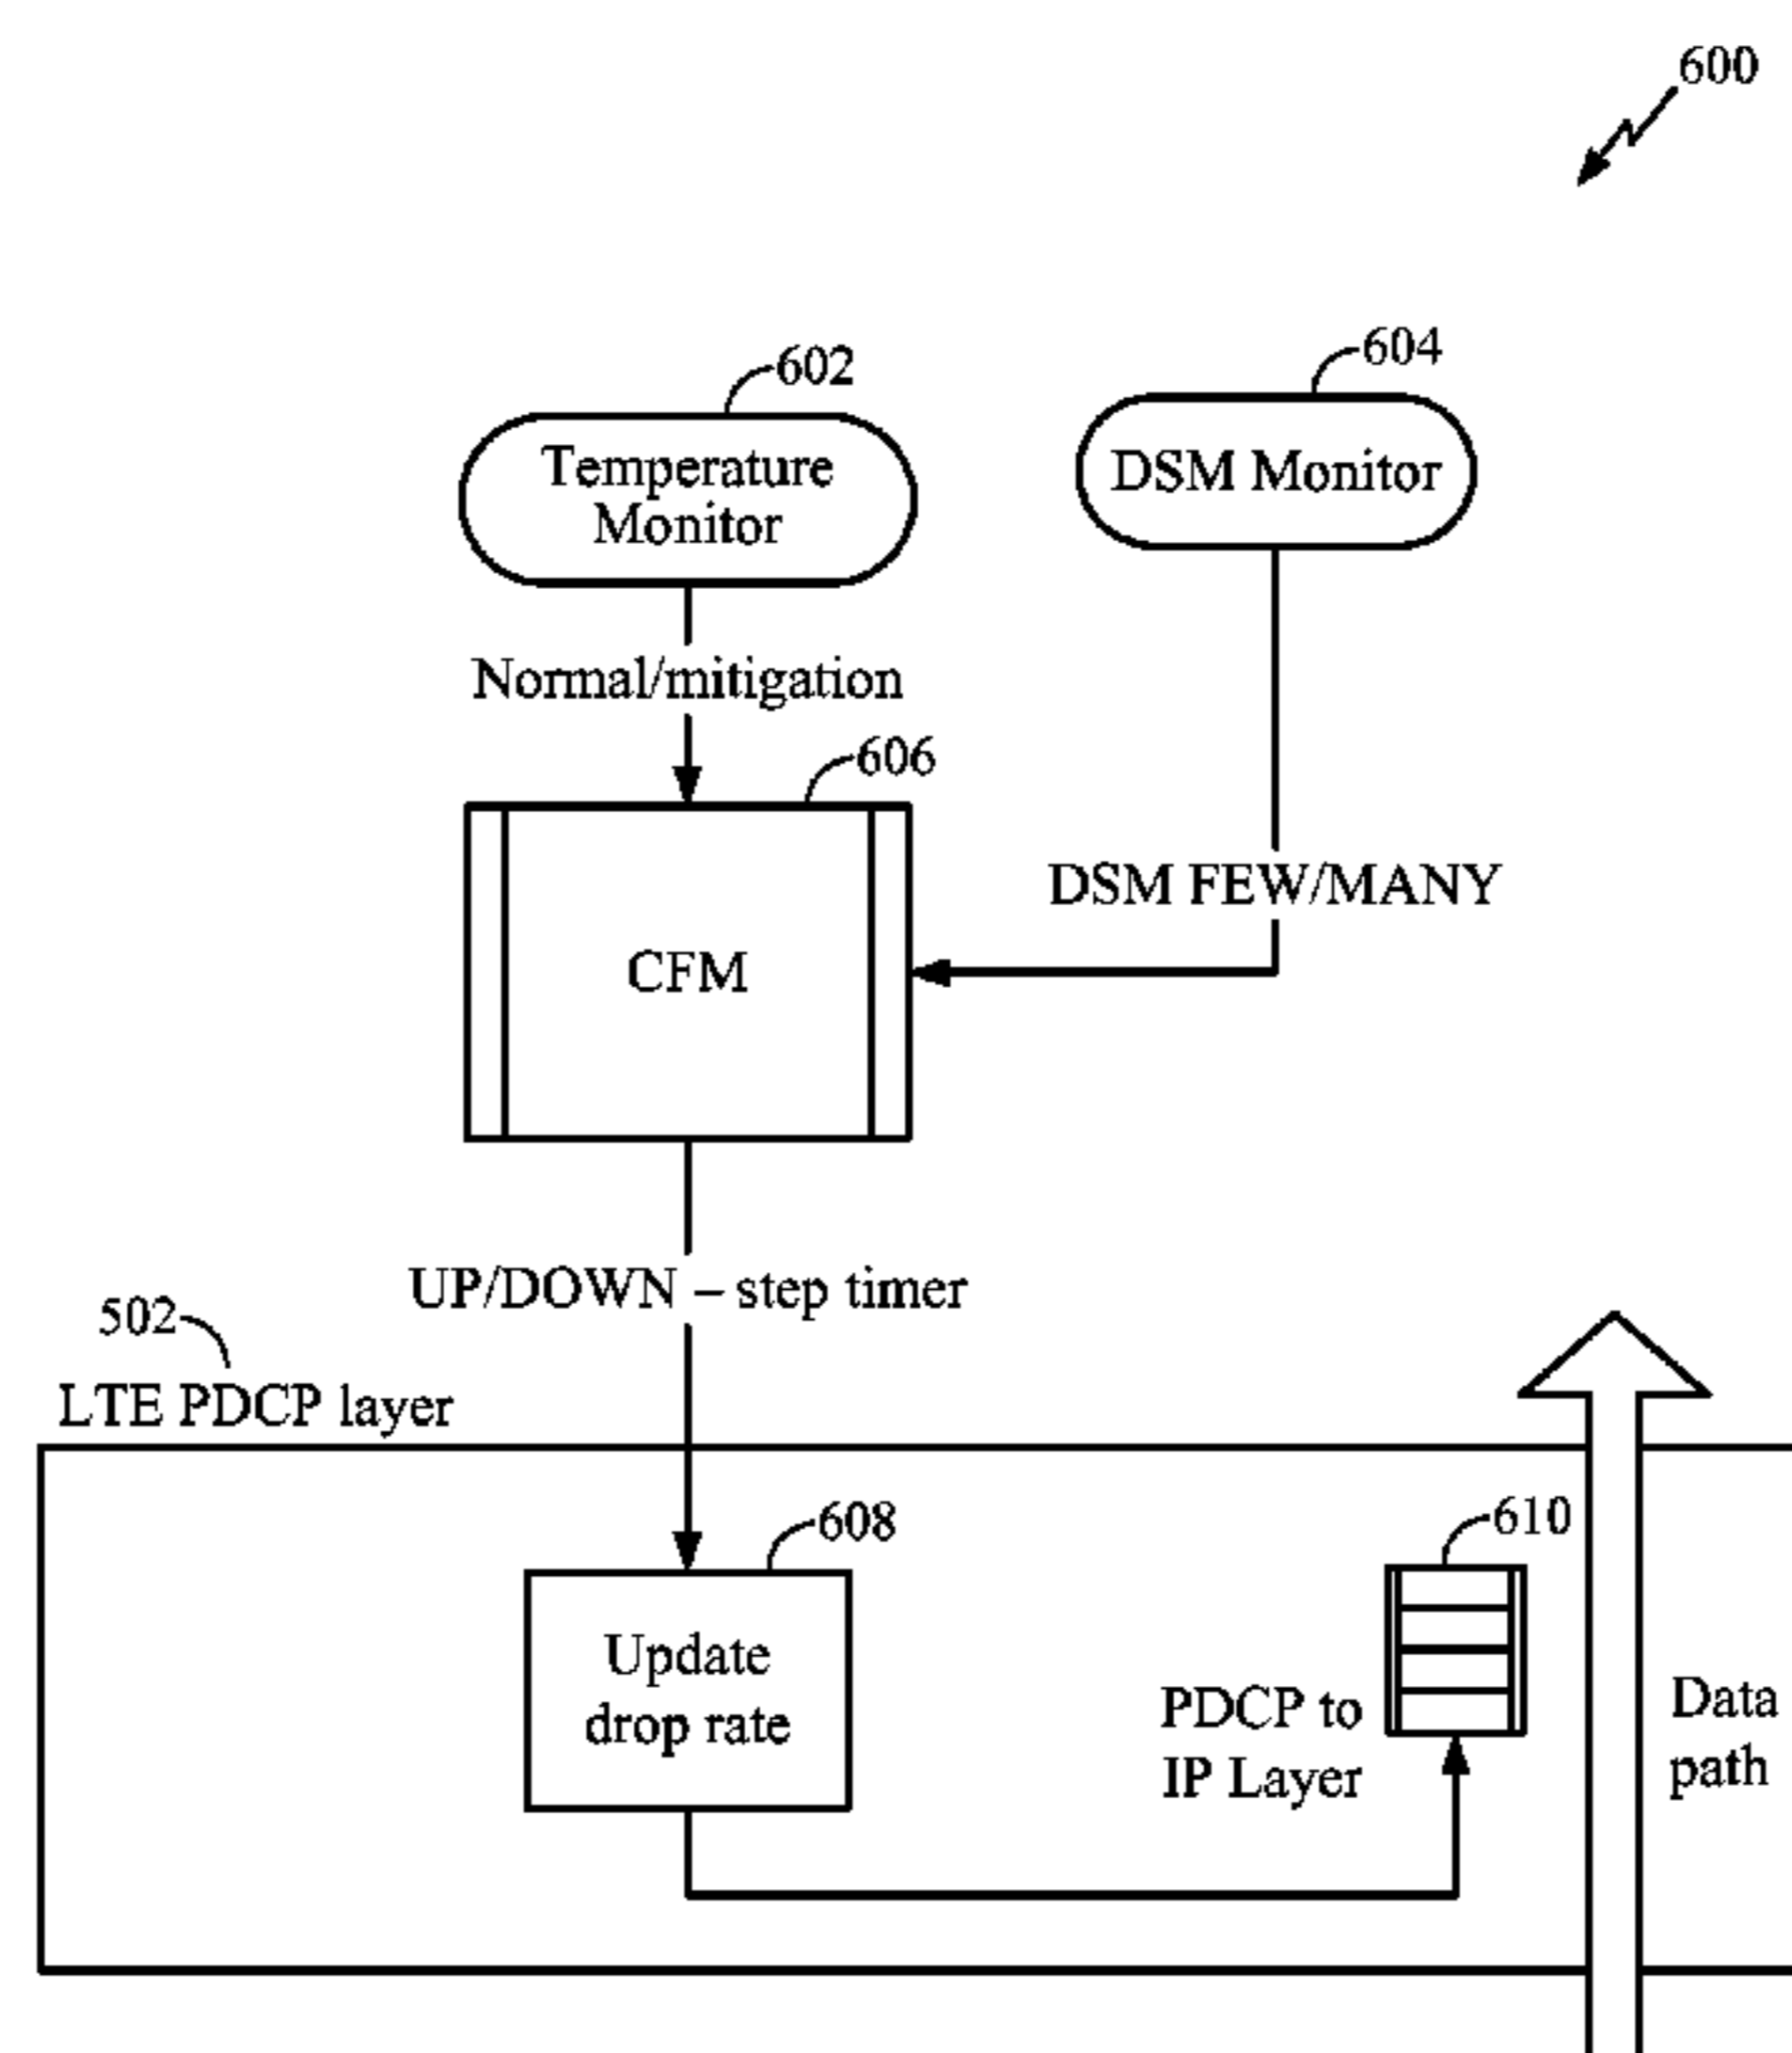 600
602
604
Temperature
Monitor
DSM Monitor
Normal/mitigation
606
DSM FEW/MANY
CFM
UP/DOWN – step timer
502
LTE PDCP layer
608
610
Update
drop rate
PDCP to
IP Layer
Data
path